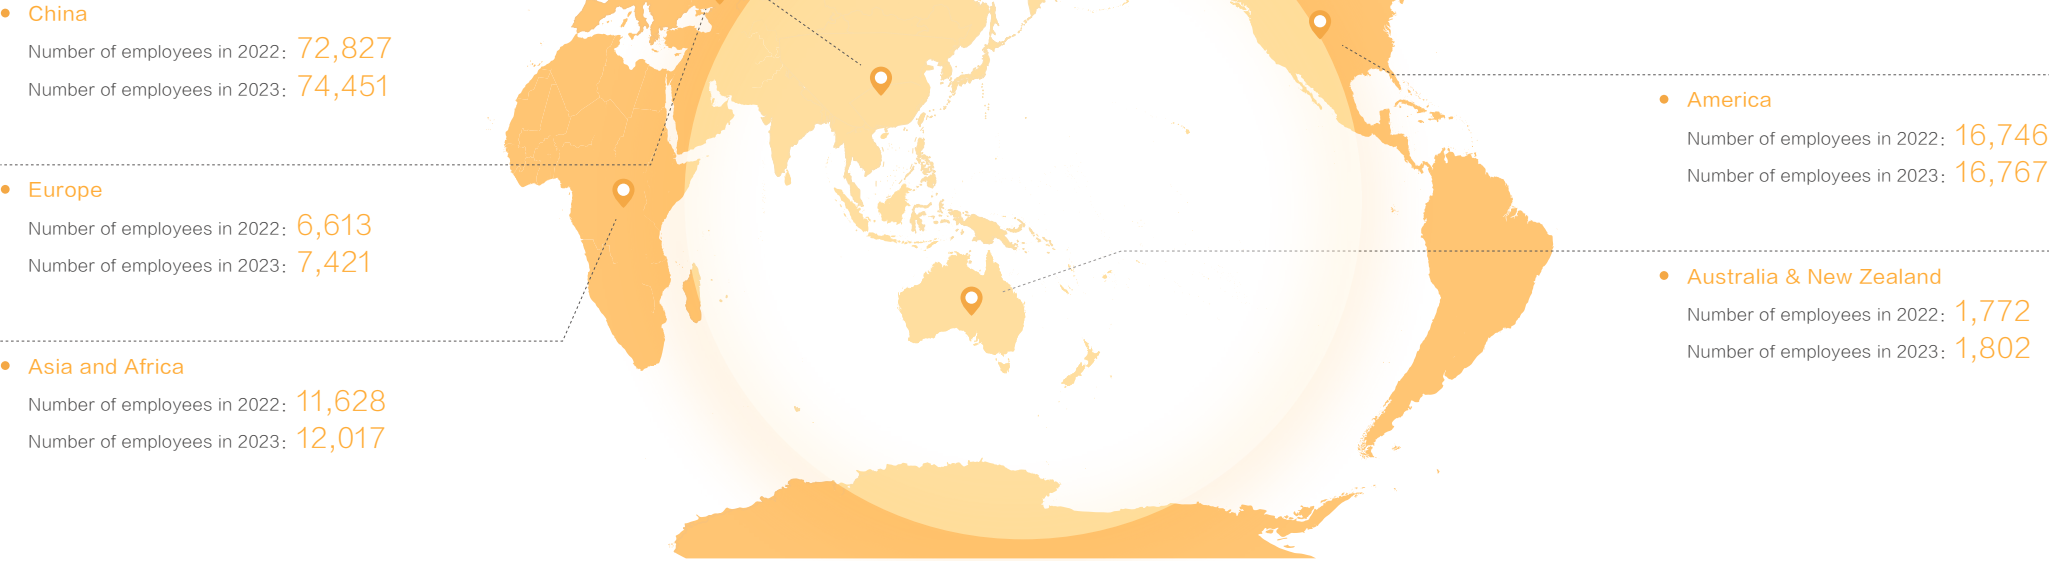 China
Number of employees in 2022: 72,827
Number of employees in 2023: 74,451
Europe
Number of employees in 2022: 6,613
Number of employees in 2023: 7,421
Asia and Africa
Number of employees in 2022: 11,628
Number of employees in 2023: 12,017
America
Number of employees in 2022: 16,746
Number of employees in 2023: 16,767
Australia & New Zealand
Number of employees in 2022: 1,772
Number of employees in 2023: 1,802